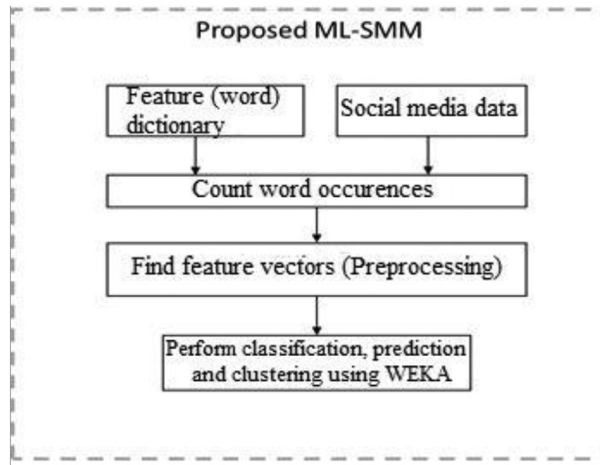 Proposed ML-SMM
Feature (word)
dictionary
Social media data
Count word occurences
Find feature vectors (Preprocessing)
Perform classification, prediction
and clustering using WEKA